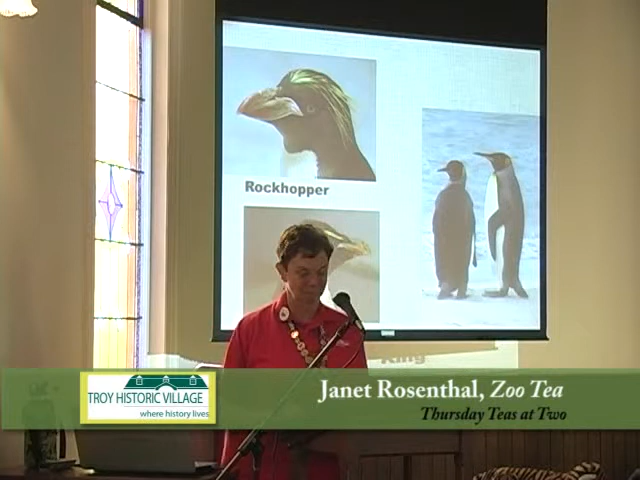 Rockhopper
King
TROY HISTORIC VILLAGE
where history lives
Janet Rosenthal, Zoo Tea
Thursday Teas at Two